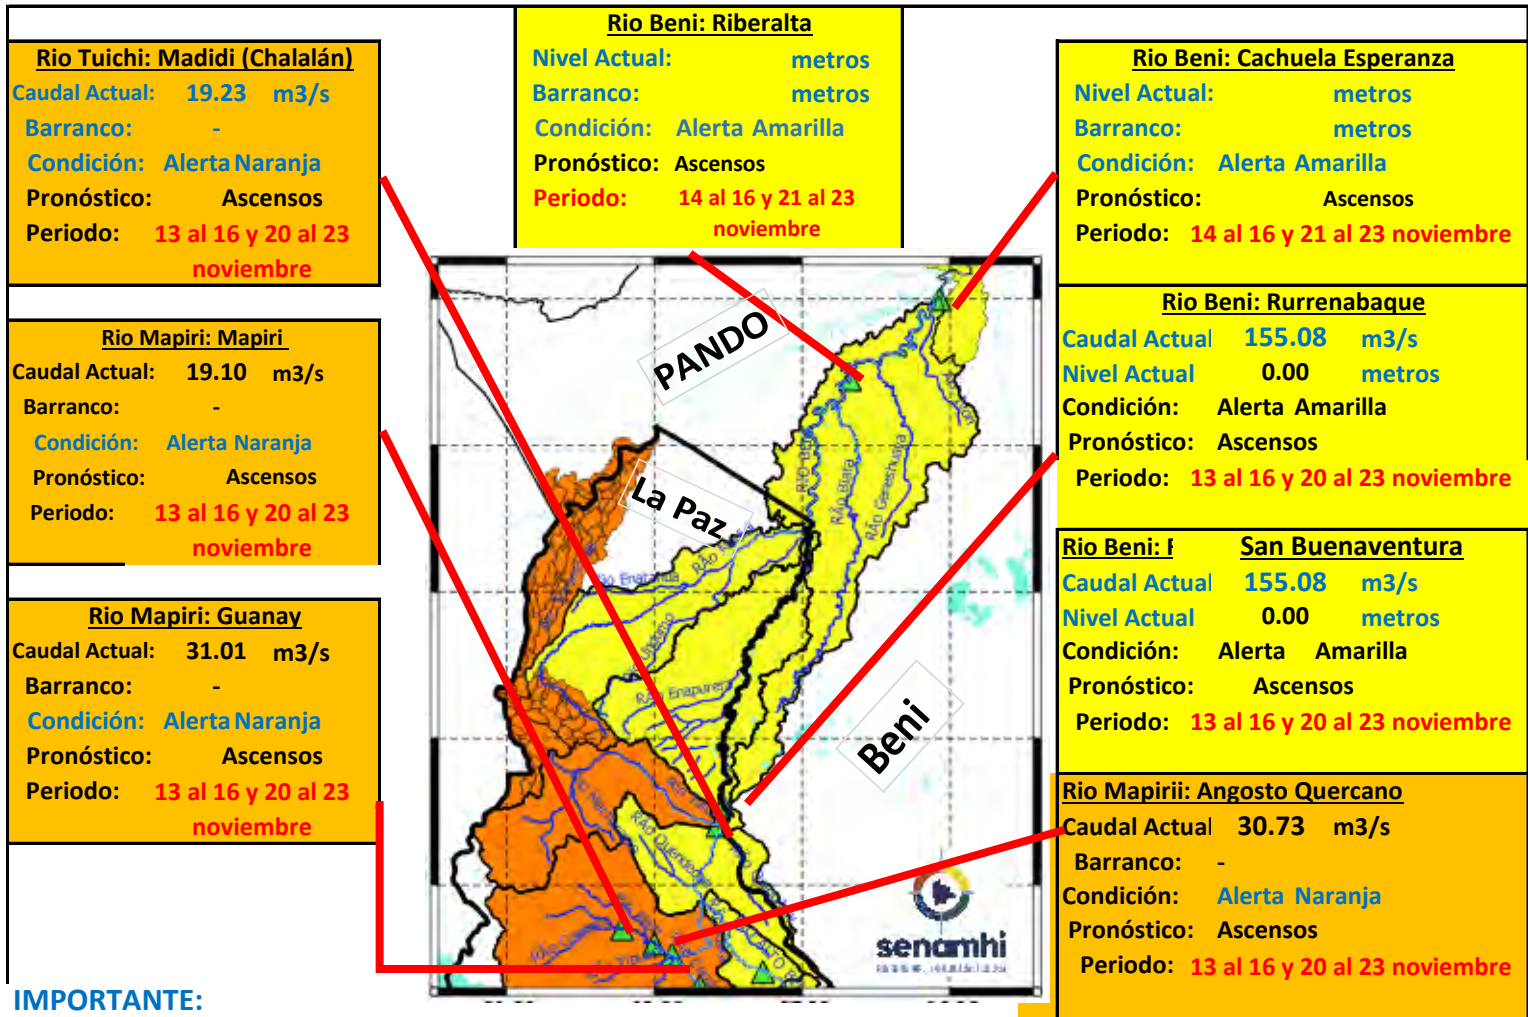 Rio Tuichi: Madidi (Chalalán)
Caudal Actual: 19.23 m3/s
Barranco: -
Condición: Alerta Naranja
Pronóstico: Ascensos
Periodo: 13 al 16 y 20 al 23
noviembre
Rio Mapiri: Mapiri
Caudal Actual: 19.10 m3/s
Barranco: -
Condición: Alerta Naranja
Pronóstico: Ascensos
Periodo: 13 al 16 y 20 al 23
noviembre
Rio Mapiri: Guanay
Caudal Actual: 31.01 m3/s
Barranco: -
Condición: Alerta Naranja
Pronóstico: Ascensos
Periodo: 13 al 16 y 20 al 23
noviembre
Rio Beni: Riberalta
Nivel Actual: metros
Barranco: metros
Condición: Alerta Amarilla
Pronóstico: Ascensos
Periodo: 14 al 16 y 21 al 23
noviembre
PANDO
La Paz
Beni
RÃo Biata
RÃo Geneshuaya
RÃo Enapurera
RÃo Quendeque
senamhi
Rio Beni: Cachuela Esperanza
Nivel Actual: metros
Barranco: metros
Condición: Alerta Amarilla
Pronóstico: Ascensos
Periodo: 14 al 16 y 21 al 23 noviembre
Rio Beni: Rurrenabaque
Caudal Actual 155.08 m3/s
Nivel Actual 0.00 metros
Condición: Alerta Amarilla
Pronóstico: Ascensos
Periodo: 13 al 16 y 20 al 23 noviembre
Rio Beni: San Buenaventura
Caudal Actual 155.08 m3/s
Nivel Actual 0.00 metros
Condición: Alerta Amarilla
Pronóstico: Ascensos
Periodo: 13 al 16 y 20 al 23 noviembre
Rio Mapirii: Angosto Quercano
Caudal Actual 30.73 m3/s
Barranco: -
Condición: Alerta Naranja
Pronóstico: Ascensos
Periodo: 13 al 16 y 20 al 23 noviembre
IMPORTANTE: